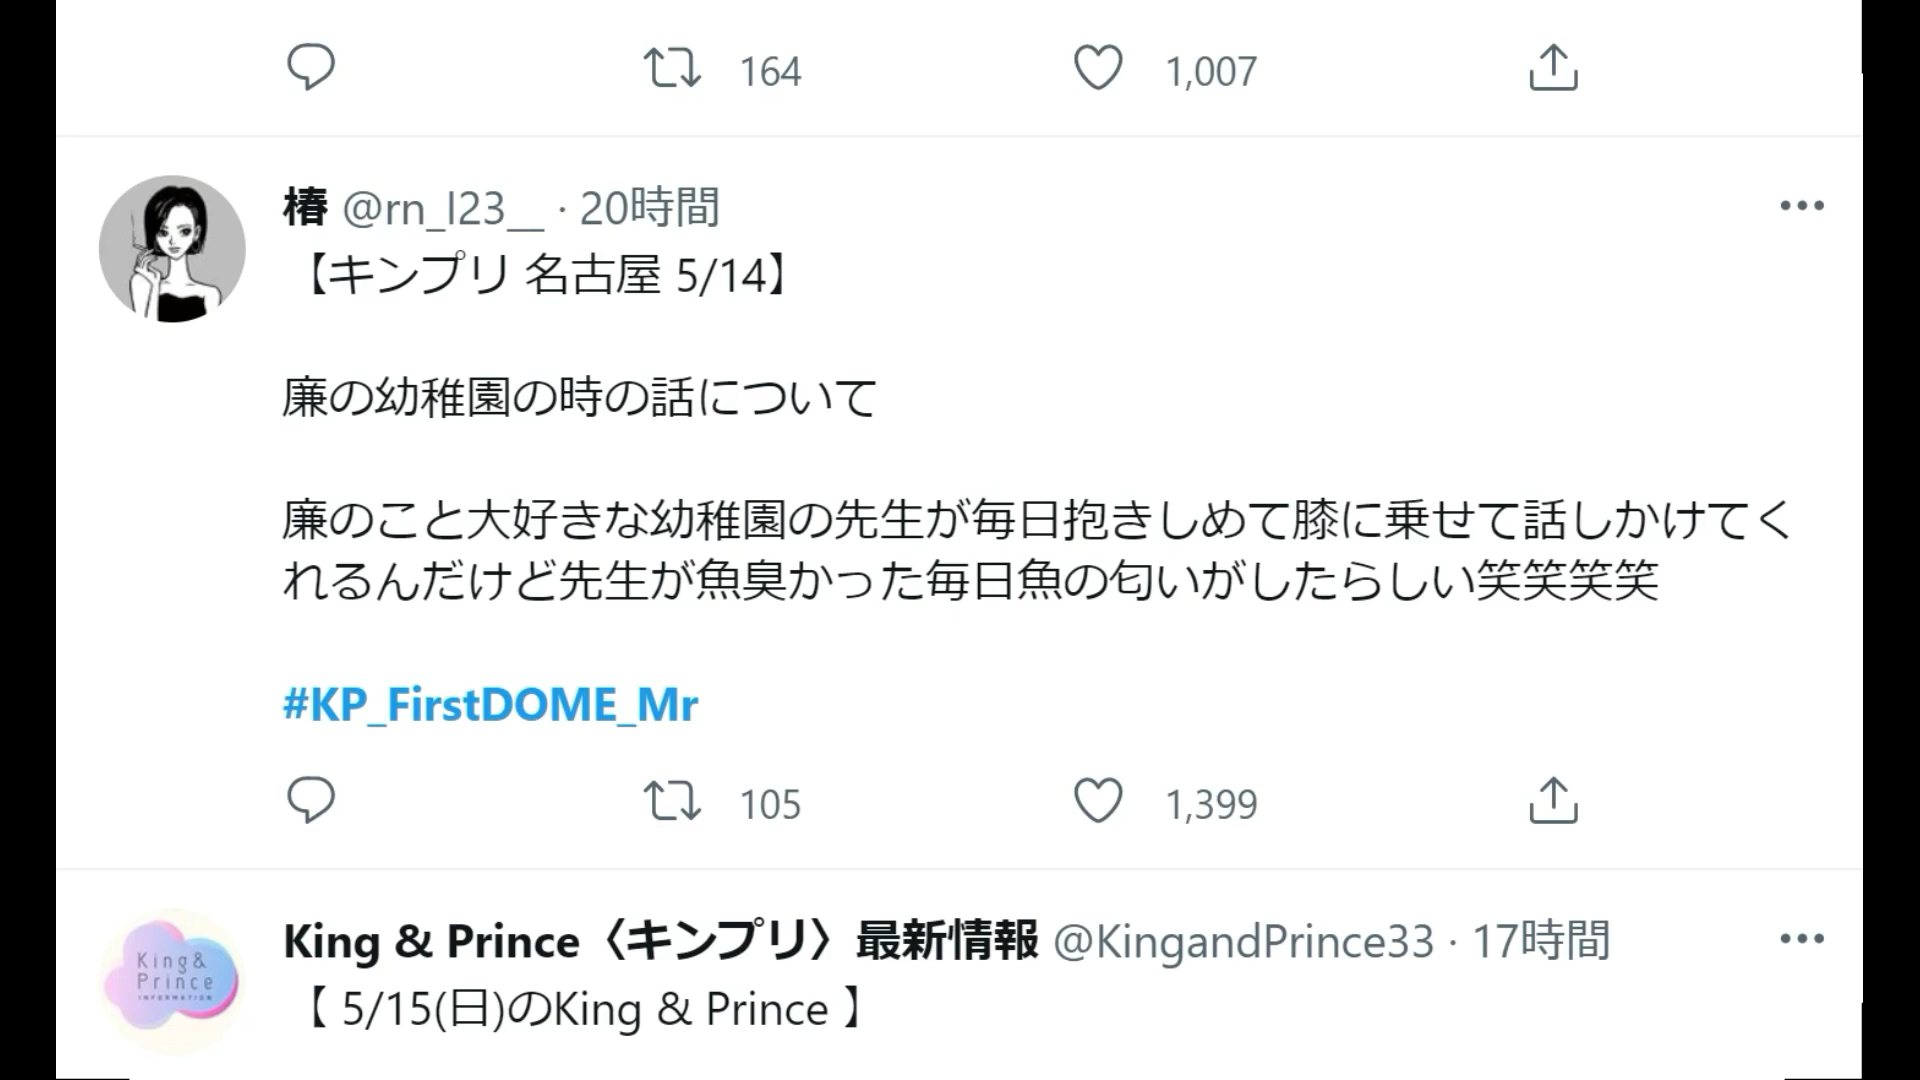 164 1,007
椿 @rn_l23__ · 20時間
【キンプリ 名古屋 5/14】
廉の幼稚園の時の話について
廉のこと大好きな幼稚園の先生が毎日抱きしめて膝に乗せて話しかけてく
れるんだけど先生が魚臭かった毎日魚の匂いがしたらしい笑笑笑笑
#KP_FirstDOME_Mr
105 1,399
King & Prince〈キンプリ〉最新情報 @KingandPrince33 · 17時間
King&
Prince
INFORMATION
【 5/15(日)のKing & Prince 】